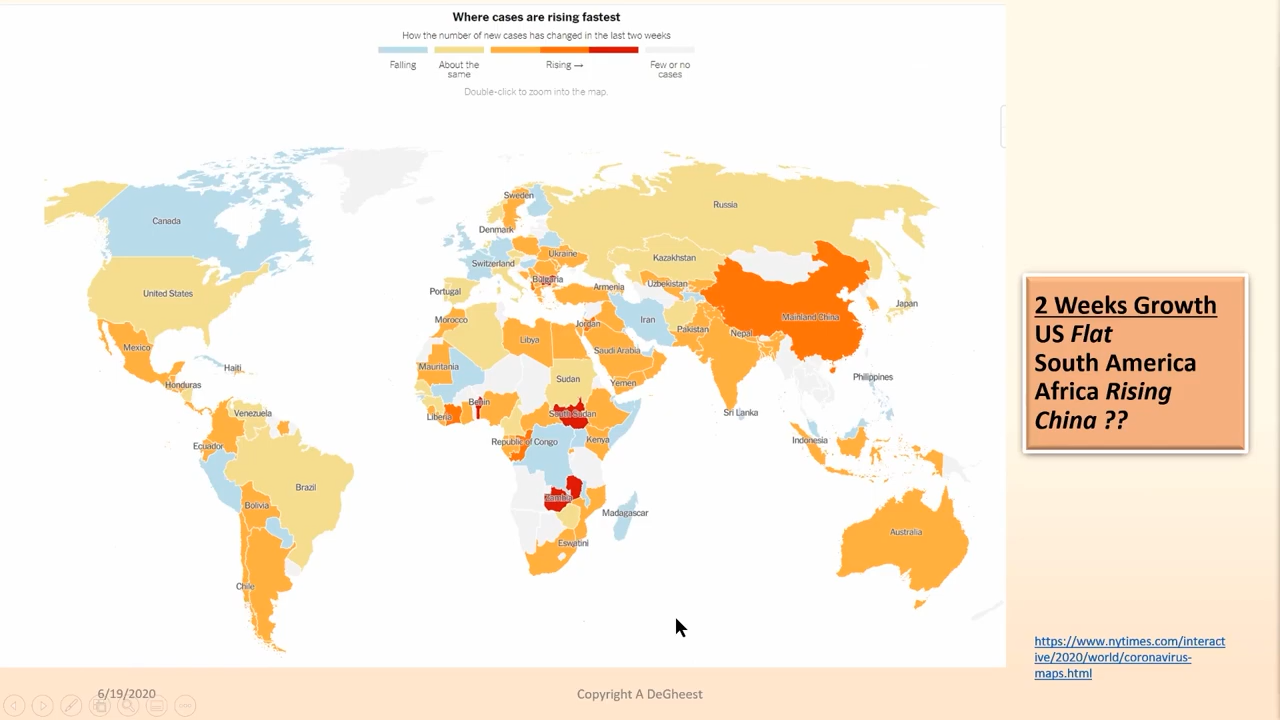 Where cases are rising fastest
How the number of new cases has changed in the last two weeks
Falling
About the
same
Rising →
Few or no
cases
Double-click to zoom into the map.
Canada
United States
Mexico
Haiti
Honduras
Venezuela
Ecuador
Brazil
Bolivia
Chile
Sweden
Denmark
Russia
Ukraine
Switzerland
Kazakhstan
Bulgaria
Portugal
Armenia
Uzbekistan
Japan
Morocco
Jordan
Iran
Mainland China
Pakistan
Nepal
Libya
Saudi Arabia
Mauritania
Sudan
Yemen
Philippines
Benin
Liberia
South Sudan
Sri Lanka
Republic of Congo
Kenya
Indonesia
Zambia
Madagascar
Australia
Eswatini
2 Weeks Growth
US Flat
South America
Africa Rising
China ??
https://www.nytimes.com/interact
ive/2020/world/coronavirus-
maps.html
6/19/2020
Copyright A DeGheest